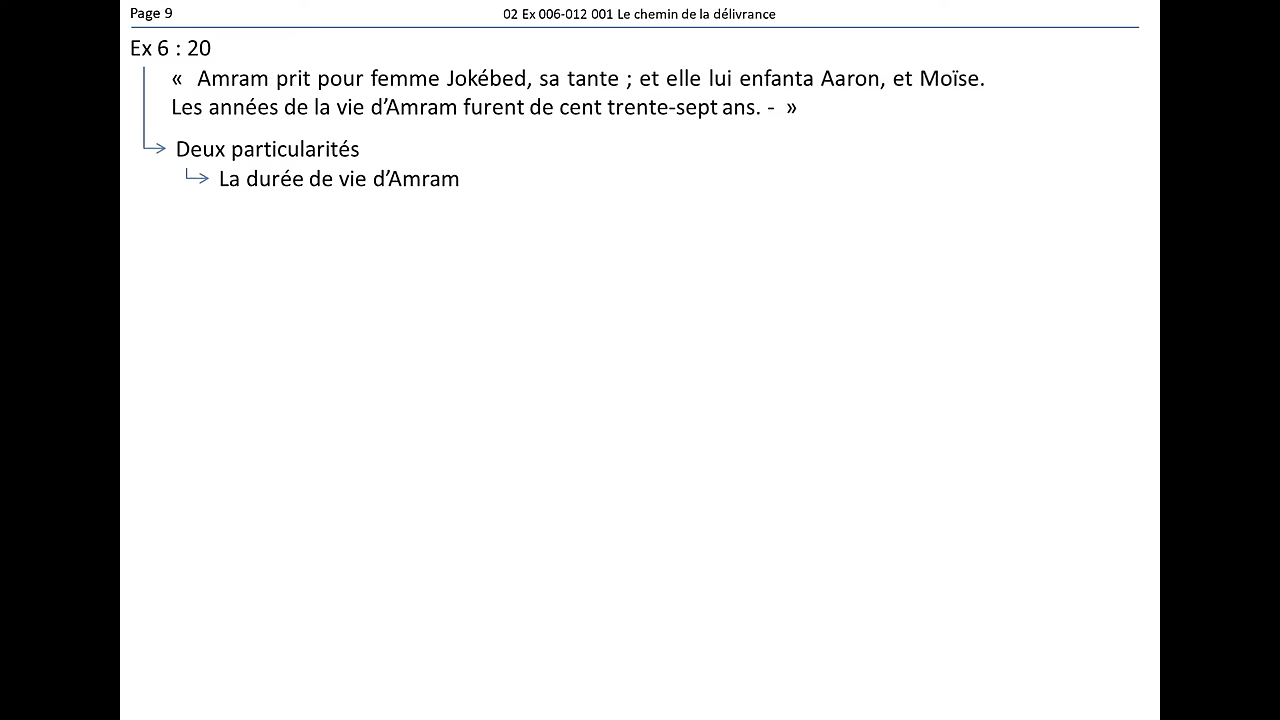 Page 9
02 Ex 006-012 001 Le chemin de la délivrance
Ex 6 : 20
«  Amram prit pour femme Jokébed, sa tante ; et elle lui enfanta Aaron, et Moïse.
Les années de la vie d’Amram furent de cent trente-sept ans. -  »
Deux particularités
La durée de vie d’Amram